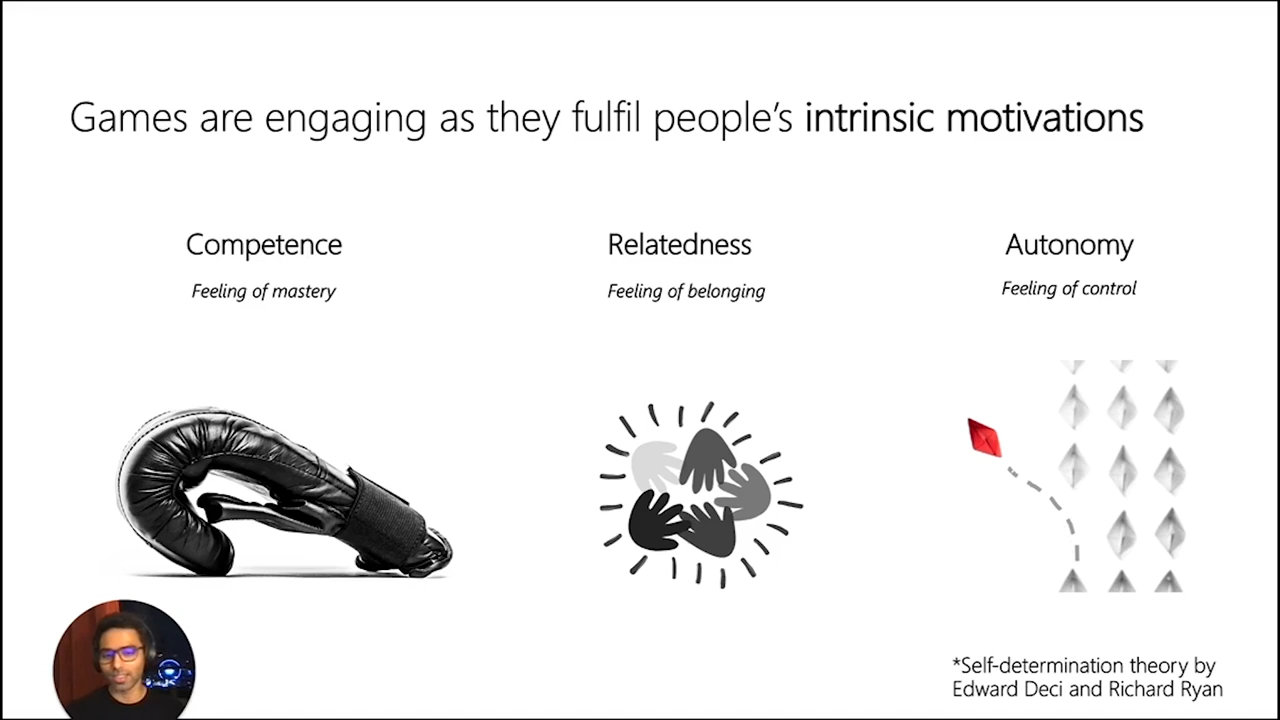 Games are engaging as they fulfil people's intrinsic motivations
Competence
Feeling of mastery
Relatedness
Feeling of belonging
Autonomy
Feeling of control
*Self-determination theory by
Edward Deci and Richard Ryan